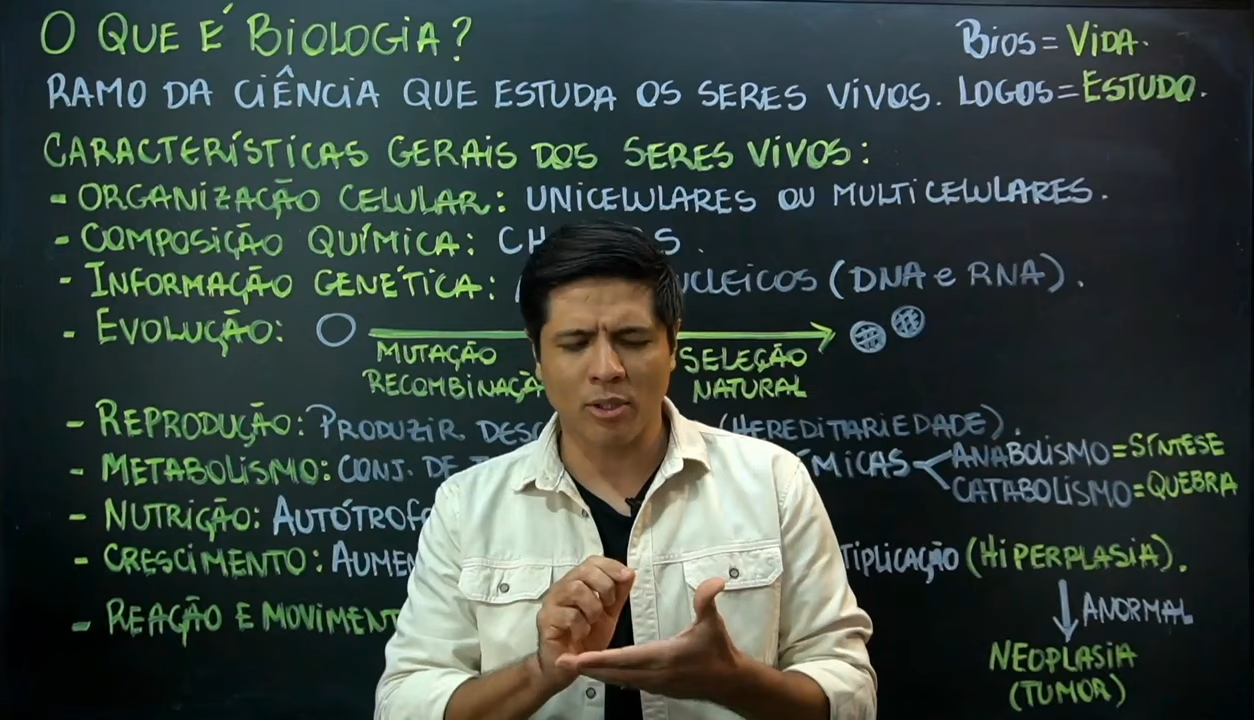 O QUE É BIOLOGIA?
BIOS = VIDA.
RAMO DA CIÊNCIA QUE ESTUDA OS SERES VIVOS. LOGOS = ESTUDO.
CARACTERÍSTICAS GERAIS DOS SERES VIVOS:
- ORGANIZAÇÃO CELULAR: UNICELULARES OU MULTICELULARES.
- COMPOSIÇÃO QUÍMICA:
- INFORMAÇÃO GENÉTICA: (DNA e RNA).
- EVOLUÇÃO:
MUTAÇÃO
SELEÇÃO
NATURAL
- REPRODUÇÃO: PRODUZIR (HEREDITARIEDADE).
- METABOLISMO: CONJ. DE ANABOLISMO = SÍNTESE
CATABOLISMO = QUEBRA
- NUTRIÇÃO:
- CRESCIMENTO: (HIPERPLASIA).
- REAÇÃO E
ANORMAL
NEOPLASIA
(TUMOR)